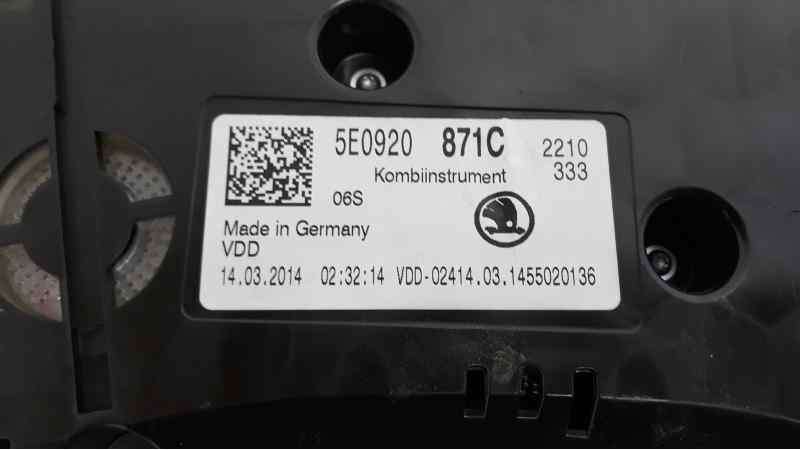 5E0920 871C 2210
Kombiinstrument 333
06S
Made in Germany
VDD
14.03.2014 02:32:14 VDD-02414.03.1455020136